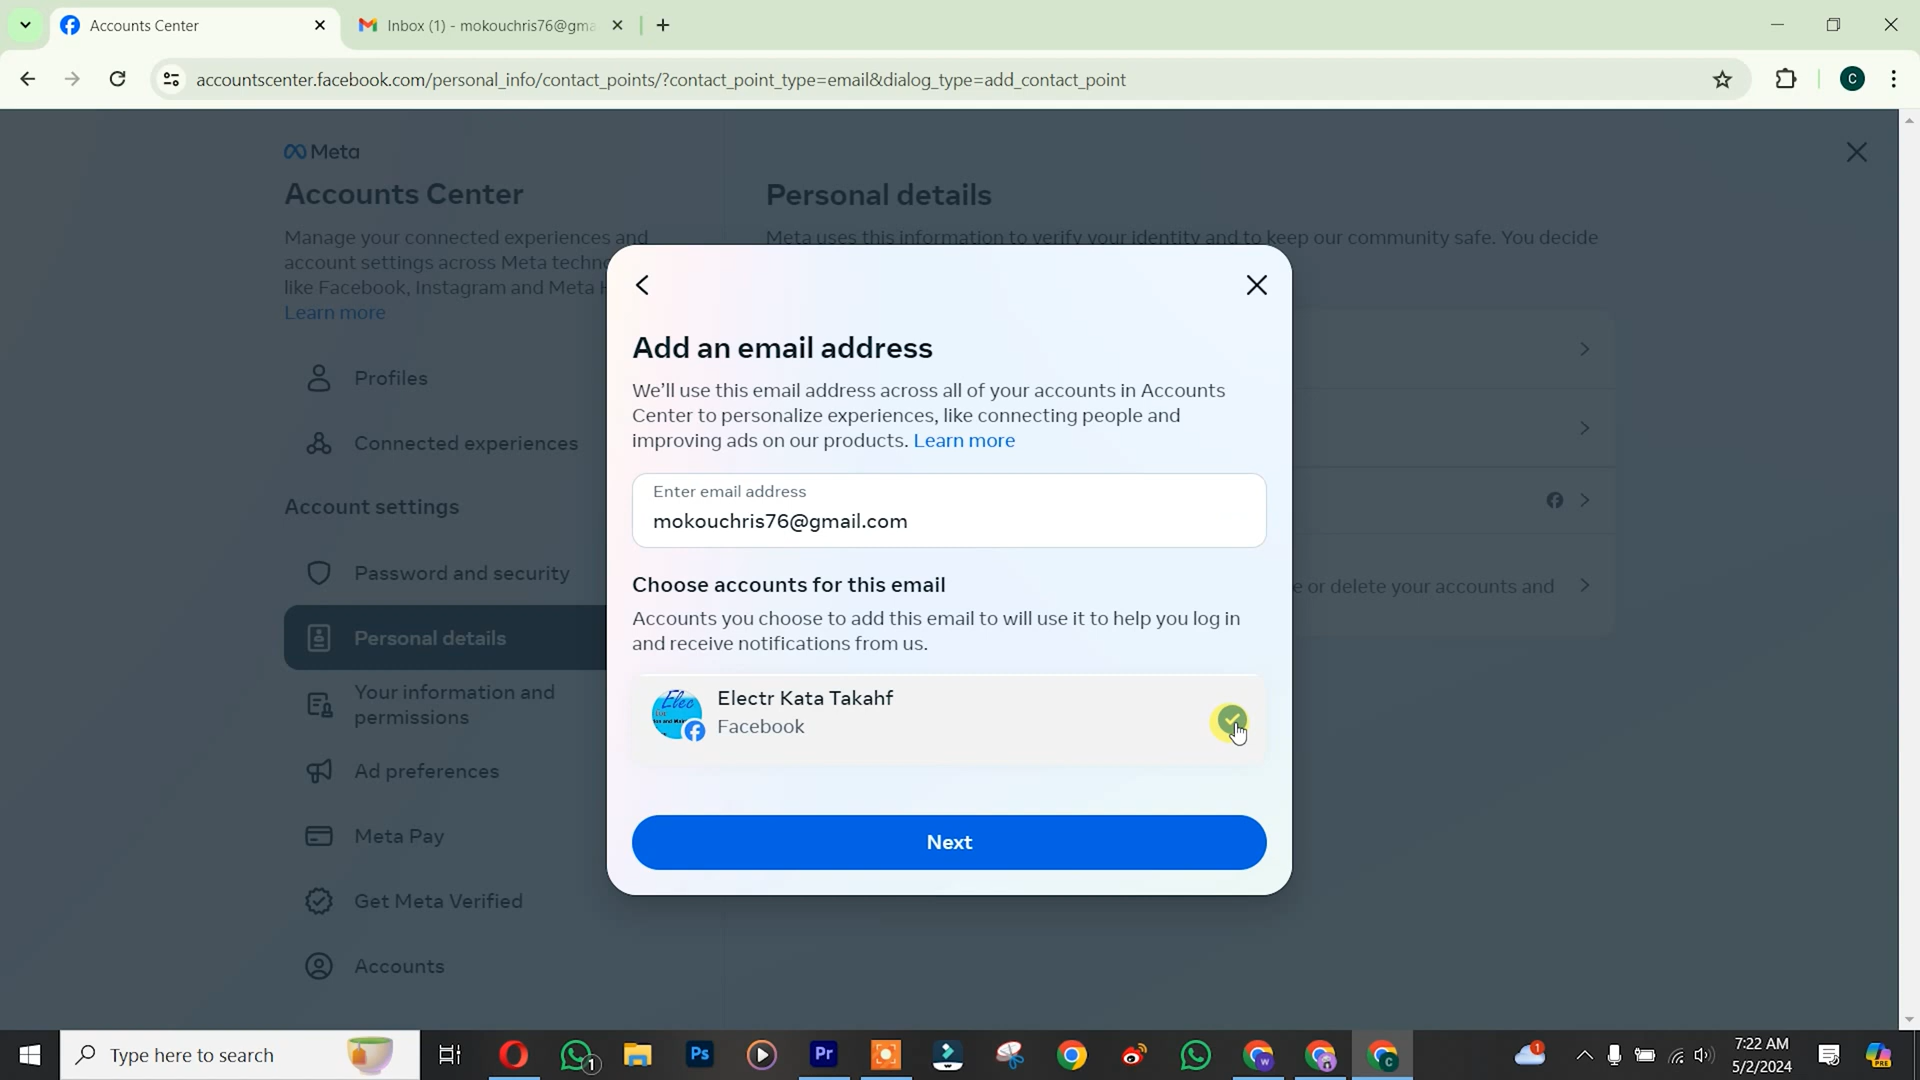 Accounts Center
Inbox (1) - mokouchris76@gma
accountscenter.facebook.com/personal_info/contact_points/?contact_point_type=email&dialog_type=add_contact_point
C
Meta
Accounts Center
Manage your connected experiences and
account settings across Meta techno
like Facebook, Instagram and Meta H
Learn more
Profiles
Connected experiences
Account settings
Password and security
Personal details
Your information and
permissions
Ad preferences
Meta Pay
Get Meta Verified
Accounts
Personal details
Meta uses this information to verify your identity and to keep our community safe. You decide
e or delete your accounts and
Add an email address
We'll use this email address across all of your accounts in Accounts
Center to personalize experiences, like connecting people and
improving ads on our products. Learn more
Enter email address
mokouchris76@gmail.com
Choose accounts for this email
Accounts you choose to add this email to will use it to help you log in
and receive notifications from us.
Elec
Electr Kata Takahf
Facebook
Next
Type here to search
1
Ps
Pr
W
C
1
7:22 AM
5/2/2024
PRE